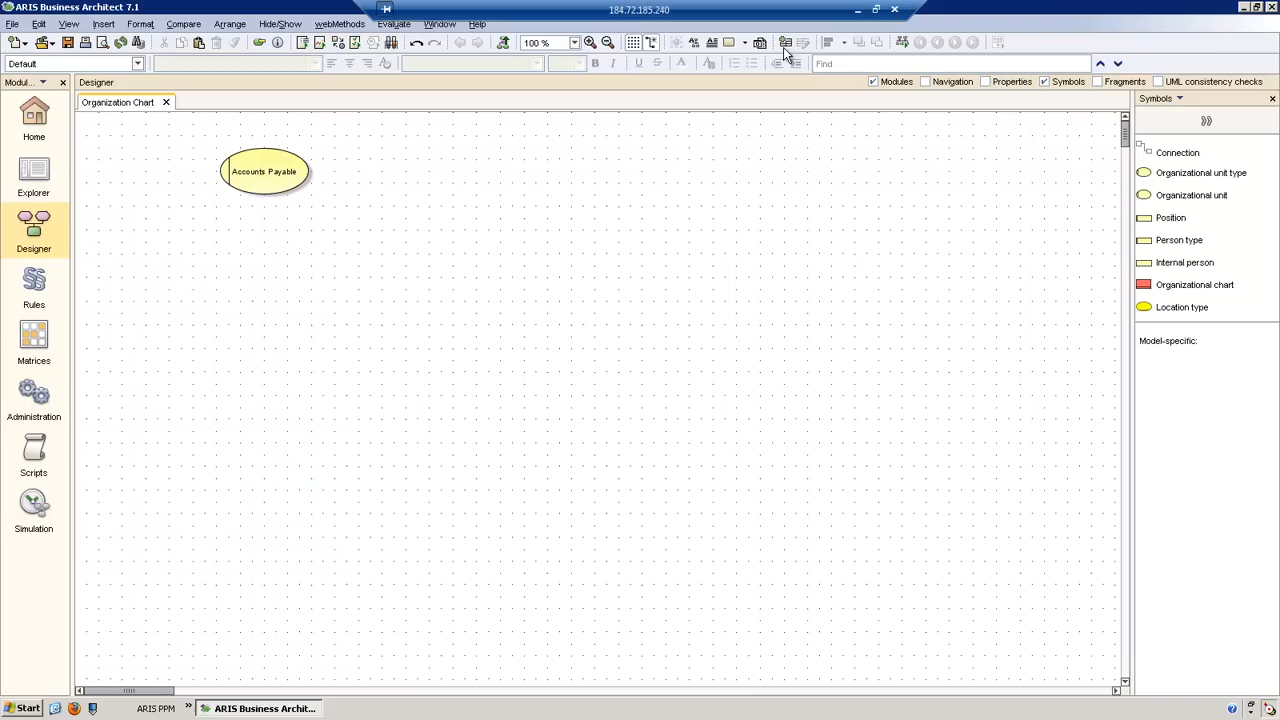 ARIS Business Architect 7.1
184.72.185.240
File Edit View Insert Format Compare Arrange Hide/Show webMethods Evaluate Window Help
100 %
Default
Find
Modul...
Designer
Modules Navigation Properties Symbols Fragments UML consistency_checks
Organization Chart
Symbols
Home
Explorer
Designer
Rules
Matrices
Administration
Scripts
Simulation
Accounts Payable
Connection
Organizational unit type
Organizational unit
Position
Person type
Internal person
Organizational chart
Location type
Model-specific:
Start
ARIS PPM
ARIS Business Archit...